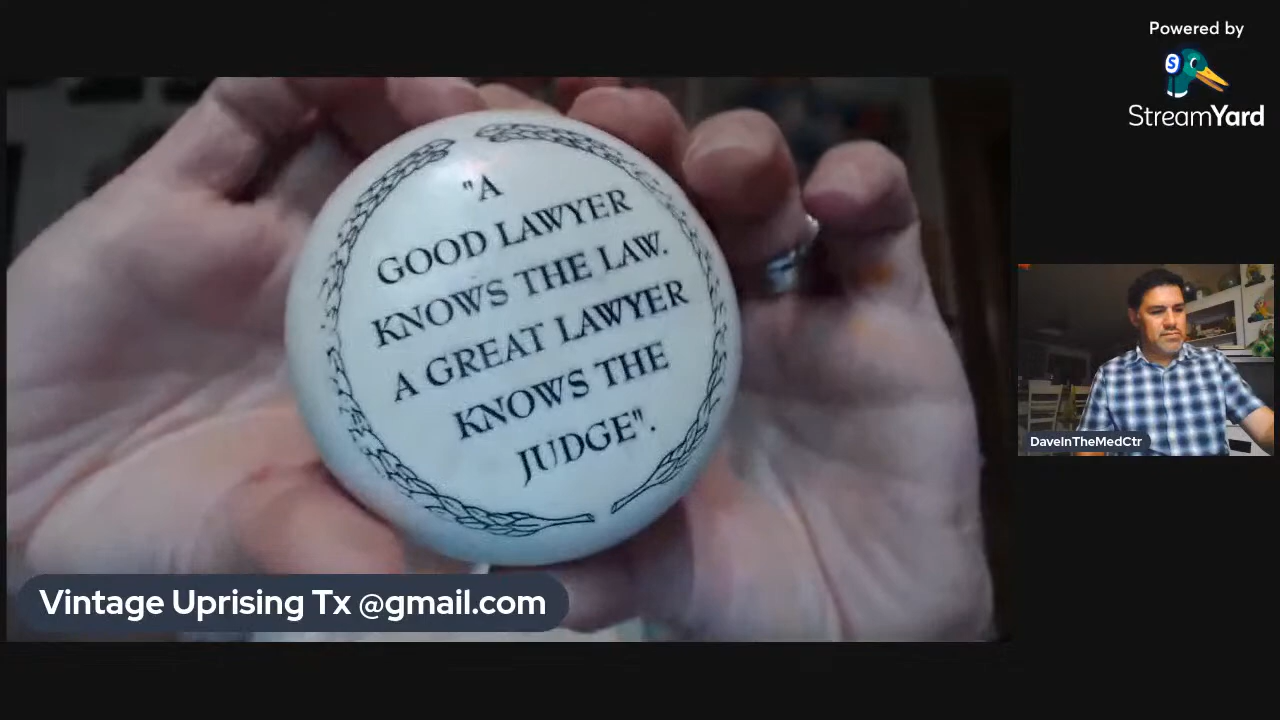 "A
GOOD LAWYER
KNOWS THE LAW.
A GREAT LAWYER
KNOWS THE
JUDGE".
Vintage Uprising Tx @gmail.com
Powered by
S
StreamYard
DaveInTheMedCtr